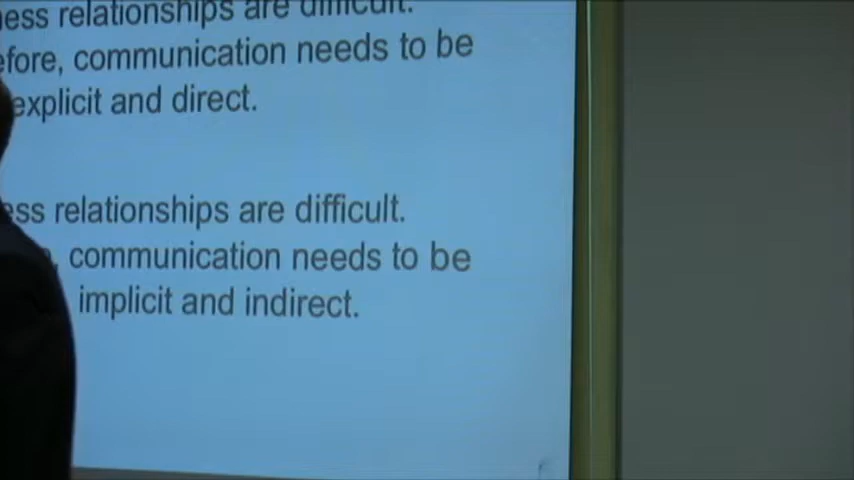 ess relationships are difficult.
efore, communication needs to be
explicit and direct.
ess relationships are difficult.
, communication needs to be
implicit and indirect.